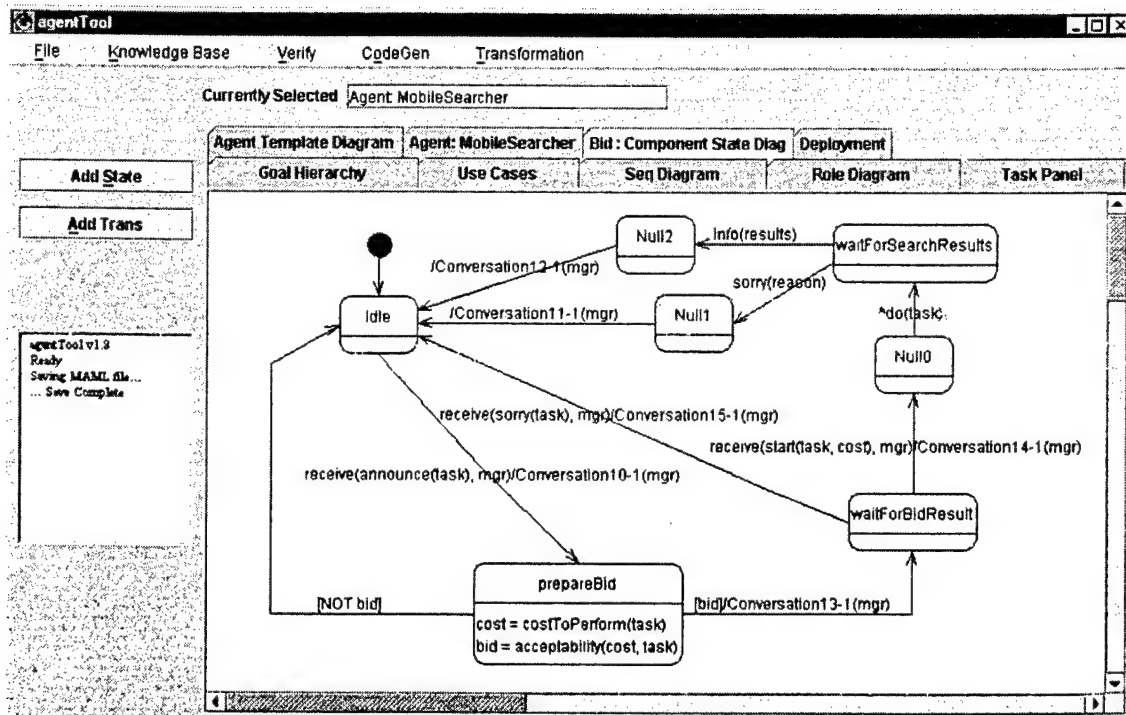 agentTool
File Knowledge Base Verify CodeGen Transformation
Currently Selected Agent: MobileSearcher
Agent Template Diagram Agent: MobileSearcher Bid : Component State Diag Deployment
Goal Hierarchy Use Cases Seq Diagram Role Diagram Task Panel
Add State
Add Trans
agentTool v1.8
Ready
Saving MAML file...
... Save Complete
Null2
info(results)
waitForSearchResults
/Conversation12-1(mgr)
sorry(reason)
Idle
/Conversation11-1(mgr)
Null1
^do(task).
Null0
receive(sorry(task), mgr)/Conversation15-1(mgr)
receive(start(task, cost), mgr)/Conversation14-1(mgr)
receive(announce(task), mgr)/Conversation10-1(mgr)
waitForBidResult
prepareBid
[NOT bid]
[bid]/Conversation13-1(mgr)
cost = costToPerform(task)
bid = acceptability(cost, task)